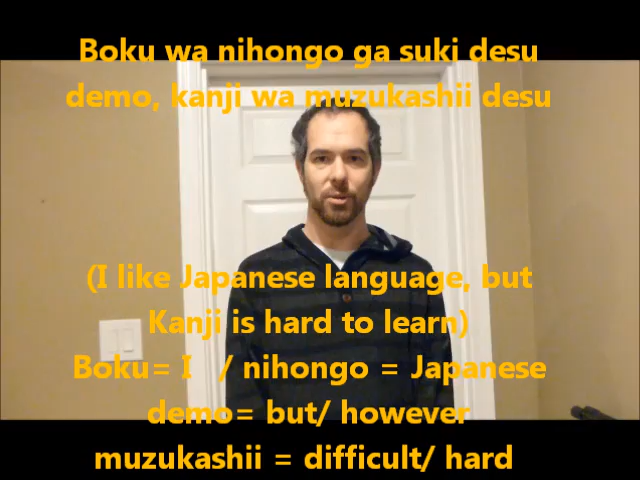 Boku wa nihongo ga suki desu
demo, kanji wa muzukashii desu
(I like Japanese language, but
Kanji is hard to learn)
Boku= I / nihongo = Japanese
demo= but/ however
muzukashii = difficult/ hard